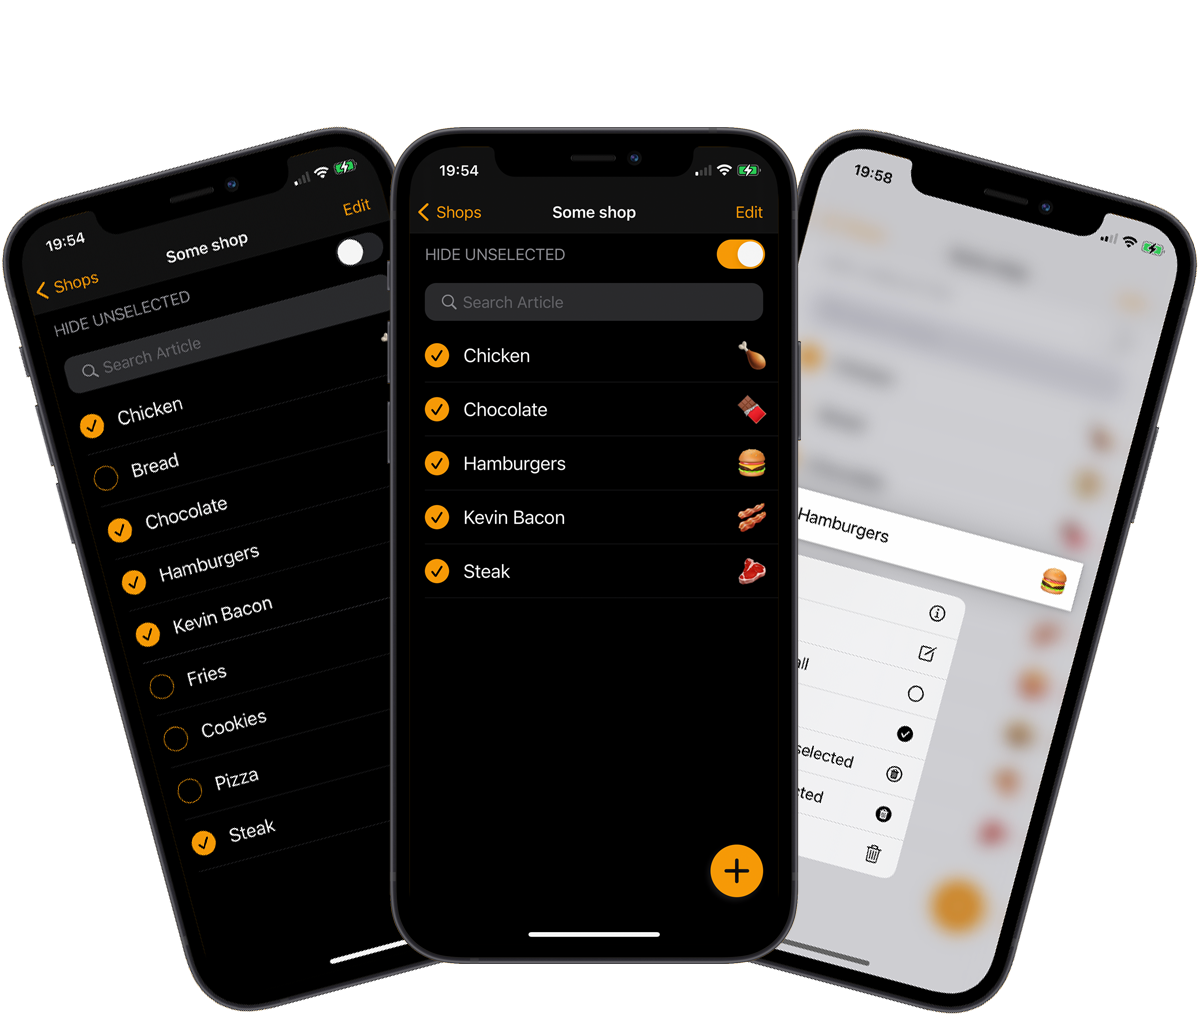 19:54
Shops
Some shop
Edit
HIDE UNSELECTED
Search Article
Chicken
Bread
Chocolate
Hamburgers
Kevin Bacon
Fries
Cookies
Pizza
Steak
19:54
Shops
Some shop
Edit
HIDE UNSELECTED
Search Article
Chicken
Chocolate
Hamburgers
Kevin Bacon
Steak
19:58
Hamburgers
all
selected
cted